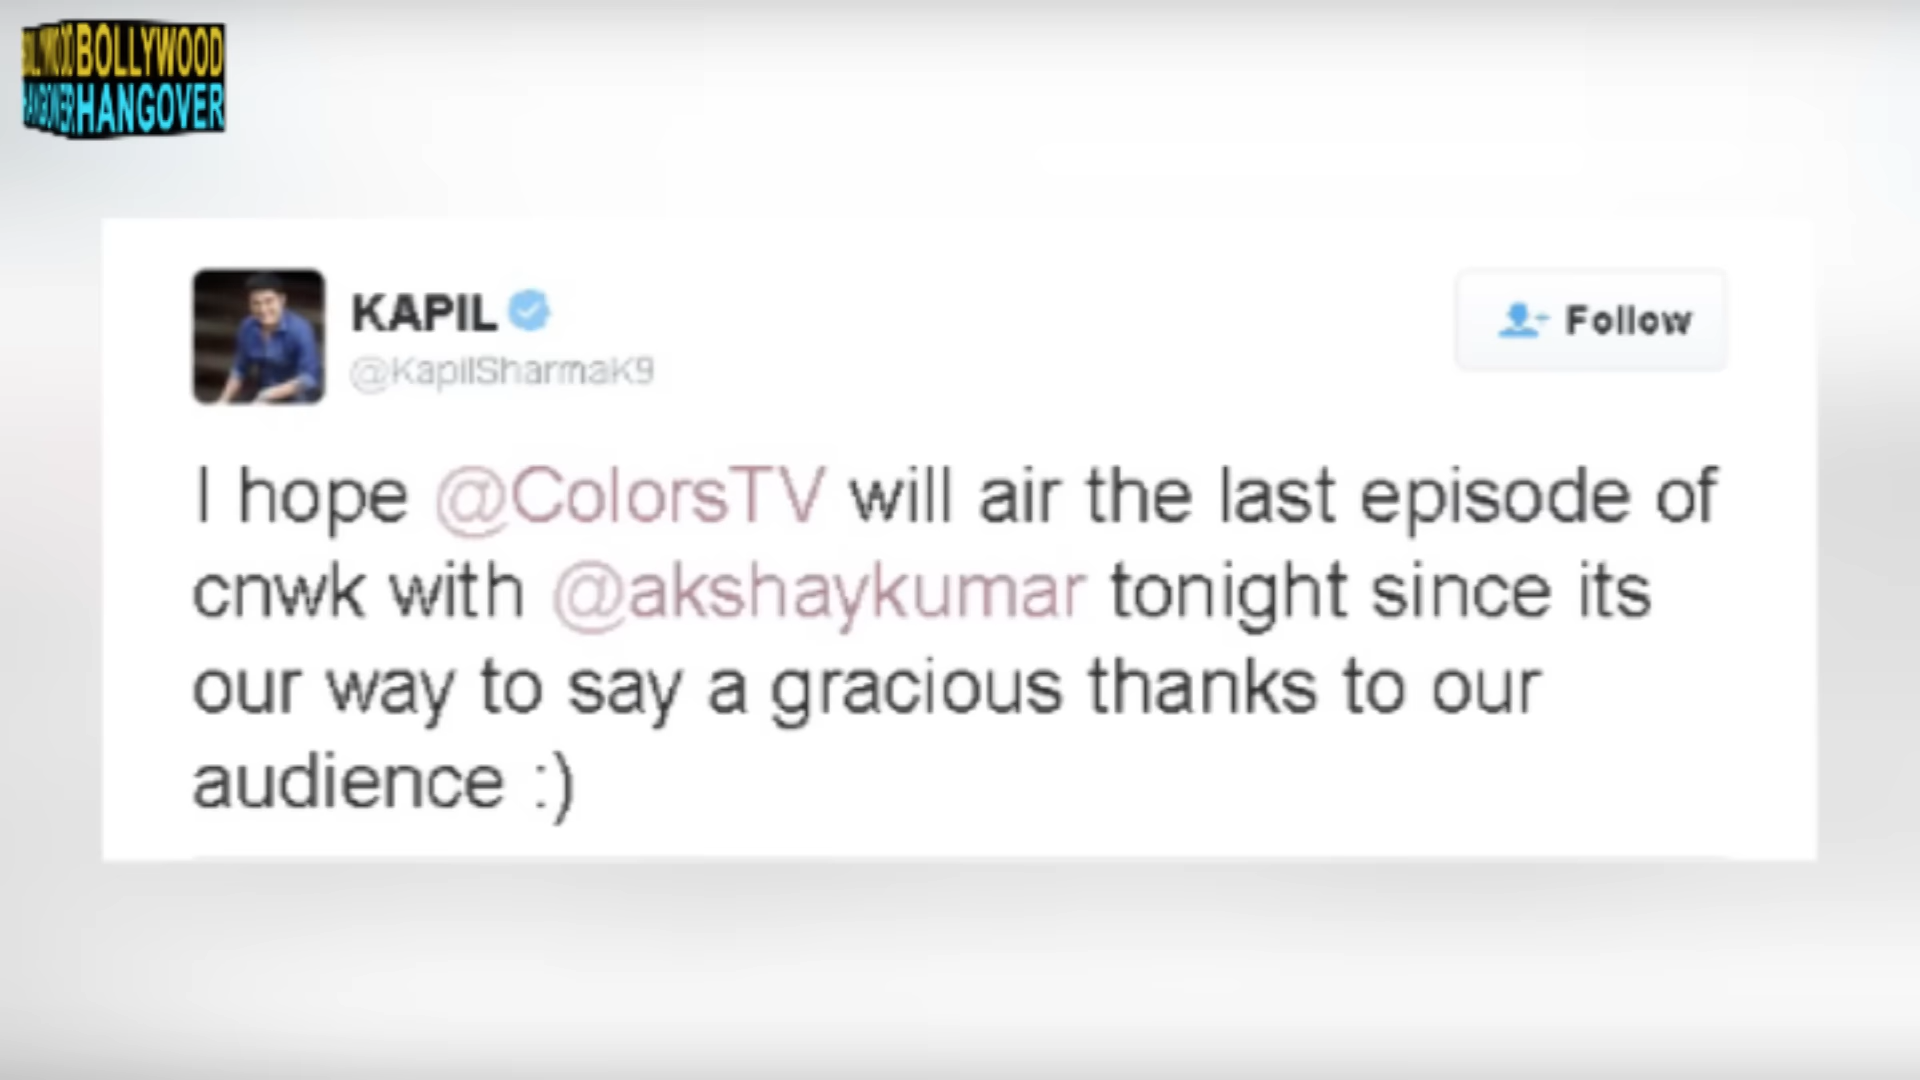 BOLLYWOOD
HANGOVER
KAPIL
@KapilSharmaK9
Follow
I hope @ColorsTV will air the last episode of
cnwk with @akshaykumar tonight since its
our way to say a gracious thanks to our
audience :)